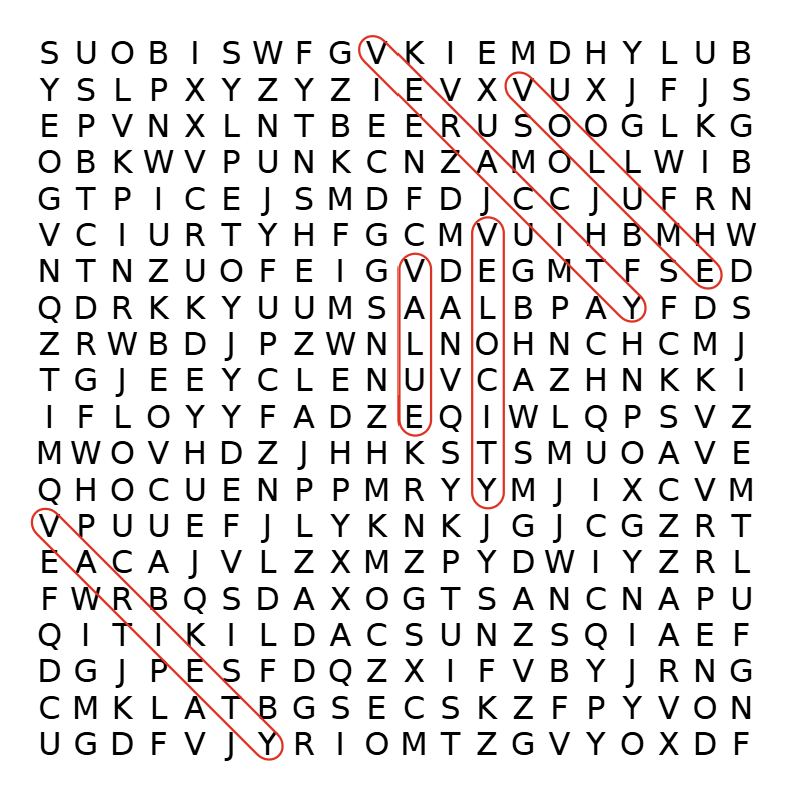 S U O B I S W F G V K I E M D H Y L U B
Y S L P X Y Z Y Z I E V X V U X J F J S
E P V N X L N T B E E R U S O O G L K G
O B K W V P U N K C N Z A M O L L W I B
G T P I C E J S M D F D J C C J U F R N
V C I U R T Y H F G C M V U I H B M H W
N T N Z U O F E I G V D E G M T F S E D
Q D R K K Y U U M S A A L B P A Y F D S
Z R W B D J P Z W N L N O H N C H C M J
T G J E E Y C L E N U V C A Z H N K K I
I F L O Y Y F A D Z E Q I W L Q P S V Z
M W O V H D Z J H H K S T S M U O A V E
Q H O C U E N P P M R Y Y M J I X C V M
V P U U E F J L Y K N K J G J C G Z R T
E A C A J V L Z X M Z P Y D W I Y Z R L
F W R B Q S D A X O G T S A N C N A P U
Q I T I K I L D A C S U N Z S Q I A E F
D G J P E S F D Q Z X I F V B Y J R N G
C M K L A T B G S E C S K Z F P Y V O N
U G D F V J Y R I O M T Z G V Y O X D F